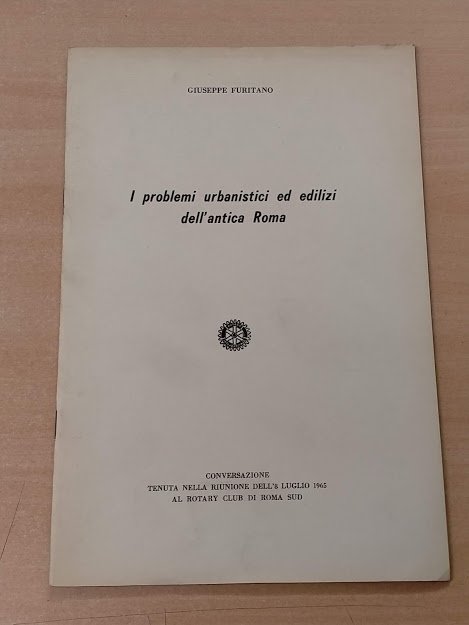 GIUSEPPE FURITANO
I problemi urbanistici ed edilizi
dell'antica Roma
CONVERSAZIONE
TENUTA NELLA RIUNIONE DELL'8 LUGLIO 1965
AL ROTARY CLUB DI ROMA SUD